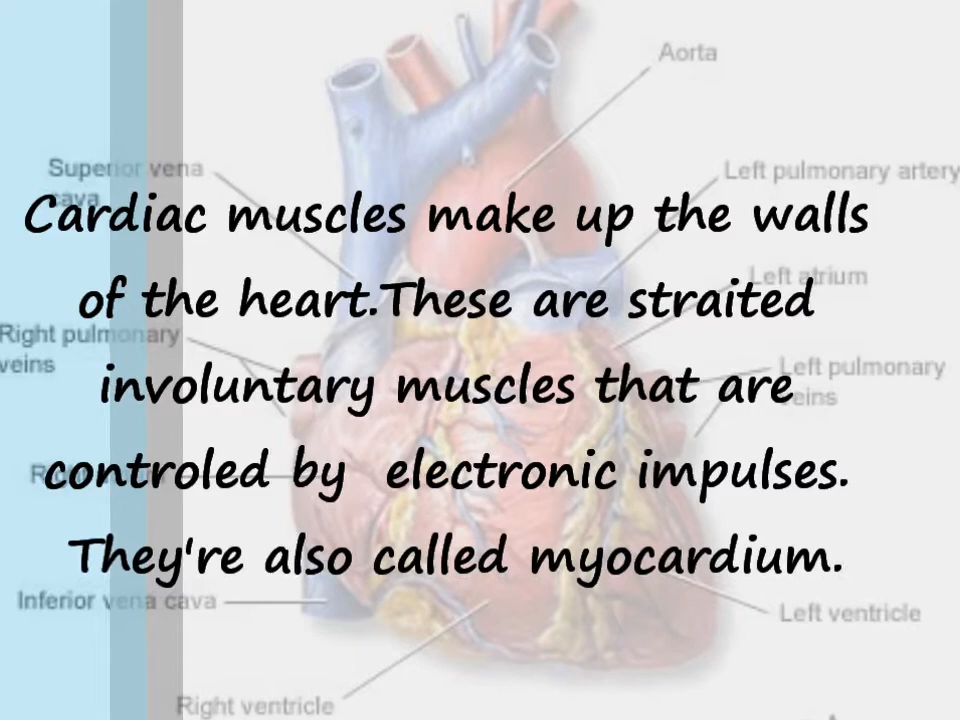 Aorta
Superior vena
cava
Left pulmonary artery
Cardiac muscles make up the walls
of the heart.These are straited
Left atrium
Right pulmonary
veins
involuntary muscles that are
Left pulmonary
veins
controled by electronic impulses.
They're also called myocardium.
Inferior vena cava
Left ventricle
Right ventricle